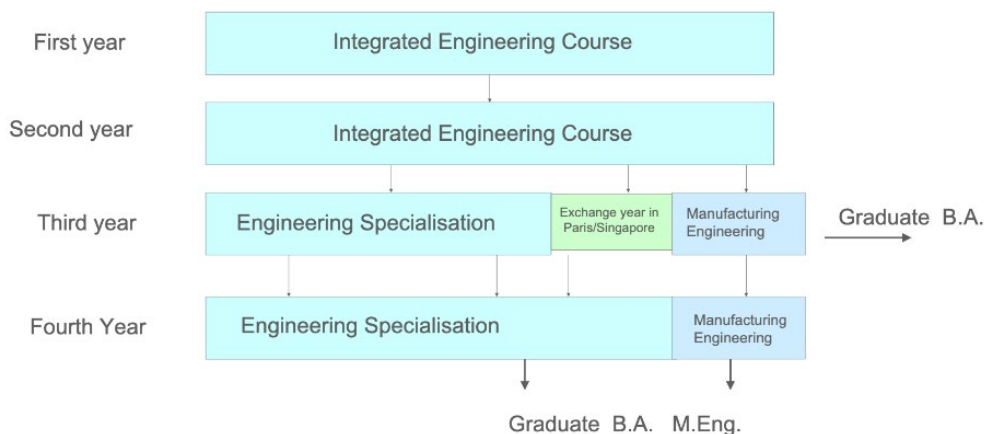 First year
Integrated Engineering Course
Second year
Integrated Engineering Course
Third year
Engineering Specialisation
Exchange year in
Paris/Singapore
Manufacturing
Engineering
Graduate B.A.
Fourth Year
Engineering Specialisation
Manufacturing
Engineering
Graduate B.A. M.Eng.